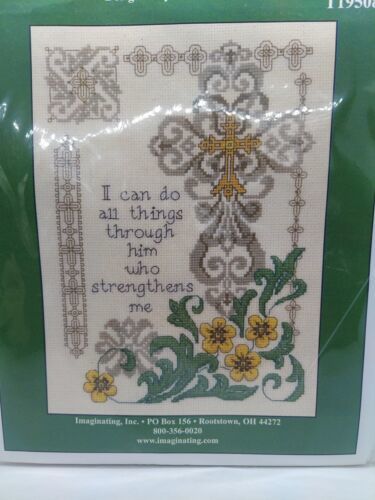 I can do
all things
through
him
who
strengthens
me
Imaginating, Inc. • PO Box 156 • Rootstown, OH 44272
800-356-0020
www.imaginating.com